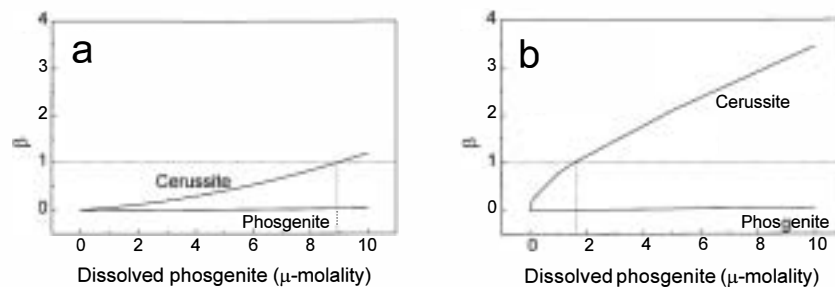 a
4
3
2
1
0
β
Cerussite
Phosgenite
0 2 4 6 8 10
Dissolved phosgenite (μ-molality)
b
4
3
2
1
0
β
Cerussite
Phosgenite
0 2 4 6 8 10
Dissolved phosgenite (μ-molality)